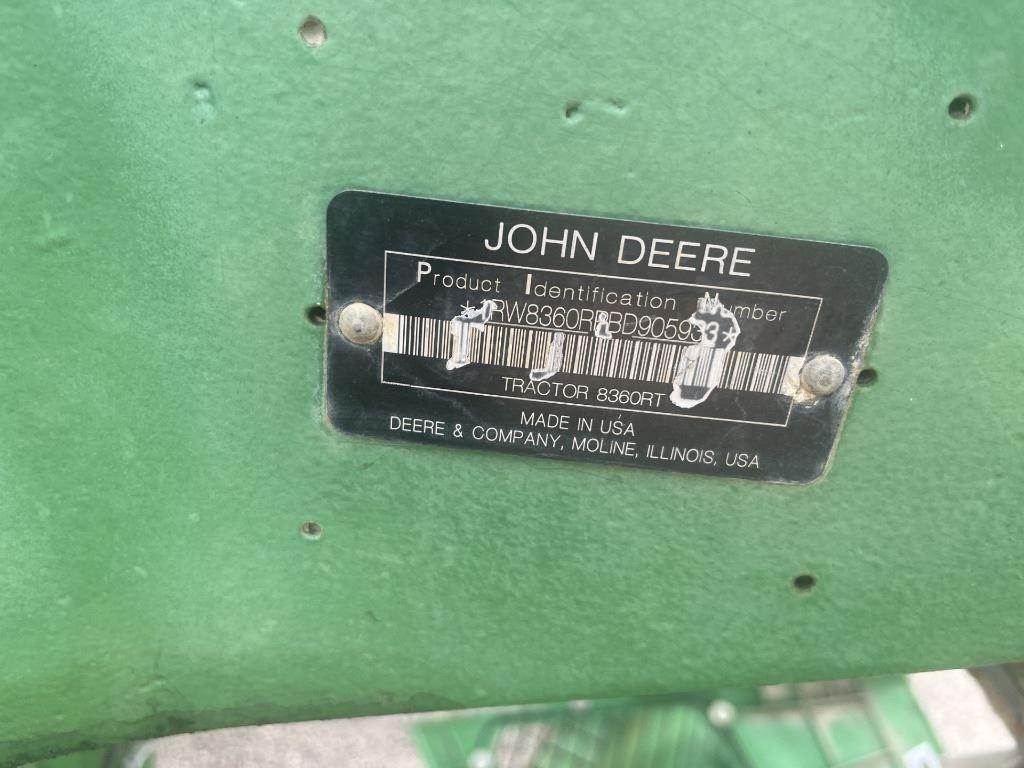 JOHN DEERE
Product Identification Number
TRACTOR 8360RT
MADE IN USA
DEERE & COMPANY, MOLINE, ILLINOIS, USA